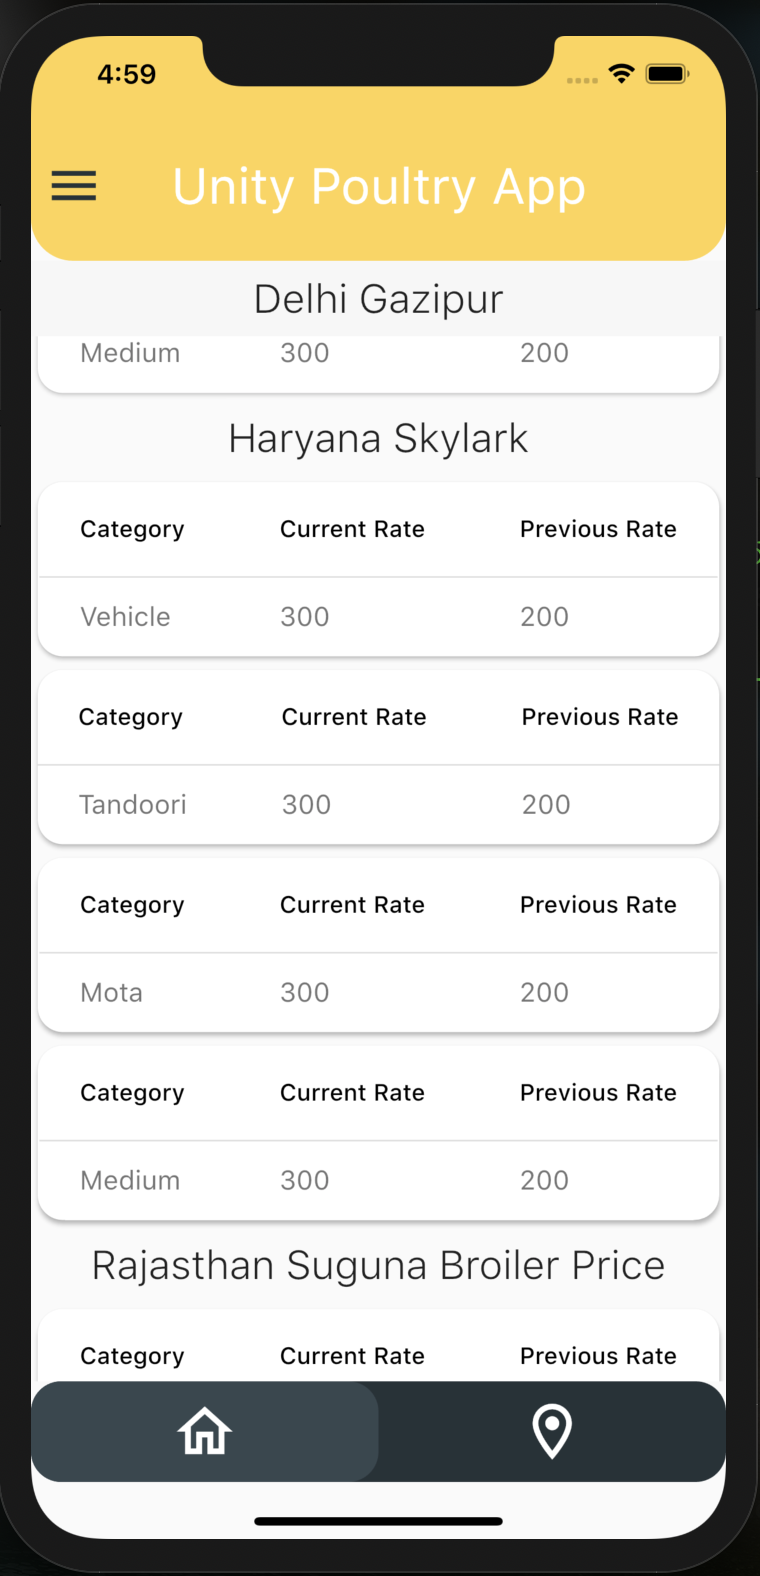 4:59
Unity Poultry App
Delhi Gazipur
Medium 300 200
Haryana Skylark
Category Current Rate Previous Rate
Vehicle 300 200
Category Current Rate Previous Rate
Tandoori 300 200
Category Current Rate Previous Rate
Mota 300 200
Category Current Rate Previous Rate
Medium 300 200
Rajasthan Suguna Broiler Price
Category Current Rate Previous Rate